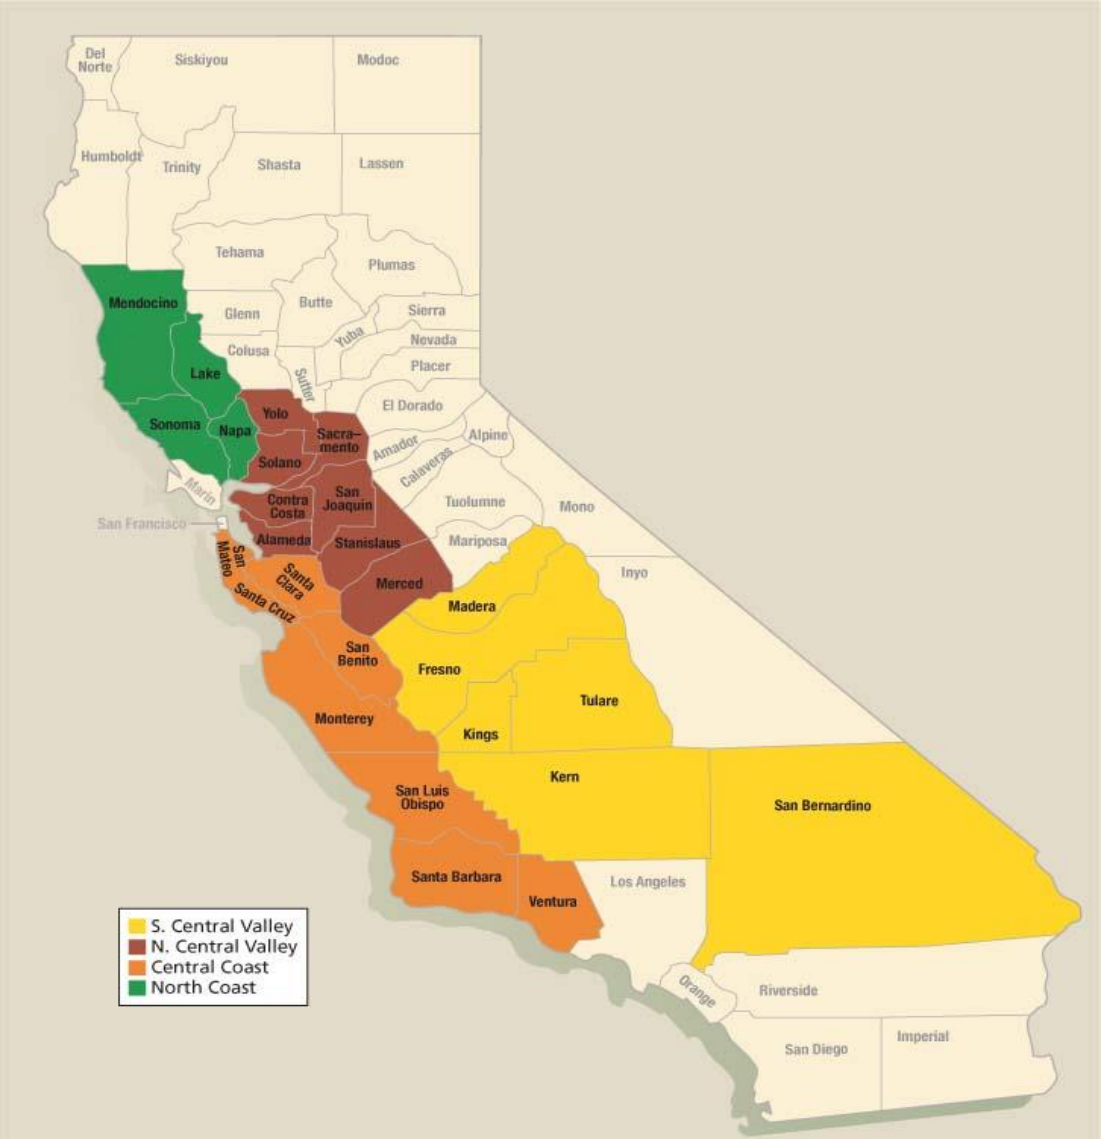 Del
Norte
Siskiyou
Modoc
Humboldt
Trinity
Shasta
Lassen
Tehama
Plumas
Mendocino
Glenn
Butte
Sierra
Yuba
Nevada
Colusa
Placer
Lake
Sutter
El Dorado
Sonoma
Napa
Yolo
Sacra–
mento
Amador
Alpine
Solano
Calaveras
Marin
Contra
Costa
San
Joaquin
Tuolumne
Mono
San Francisco
Alameda
Stanislaus
Mariposa
San
Mateo
Santa
Clara
Merced
Inyo
Santa Cruz
Madera
San
Benito
Fresno
Tulare
Monterey
Kings
Kern
San Luis
Obispo
San Bernardino
Santa Barbara
Ventura
Los Angeles
S. Central Valley
N. Central Valley
Central Coast
North Coast
Orange
Riverside
San Diego
Imperial